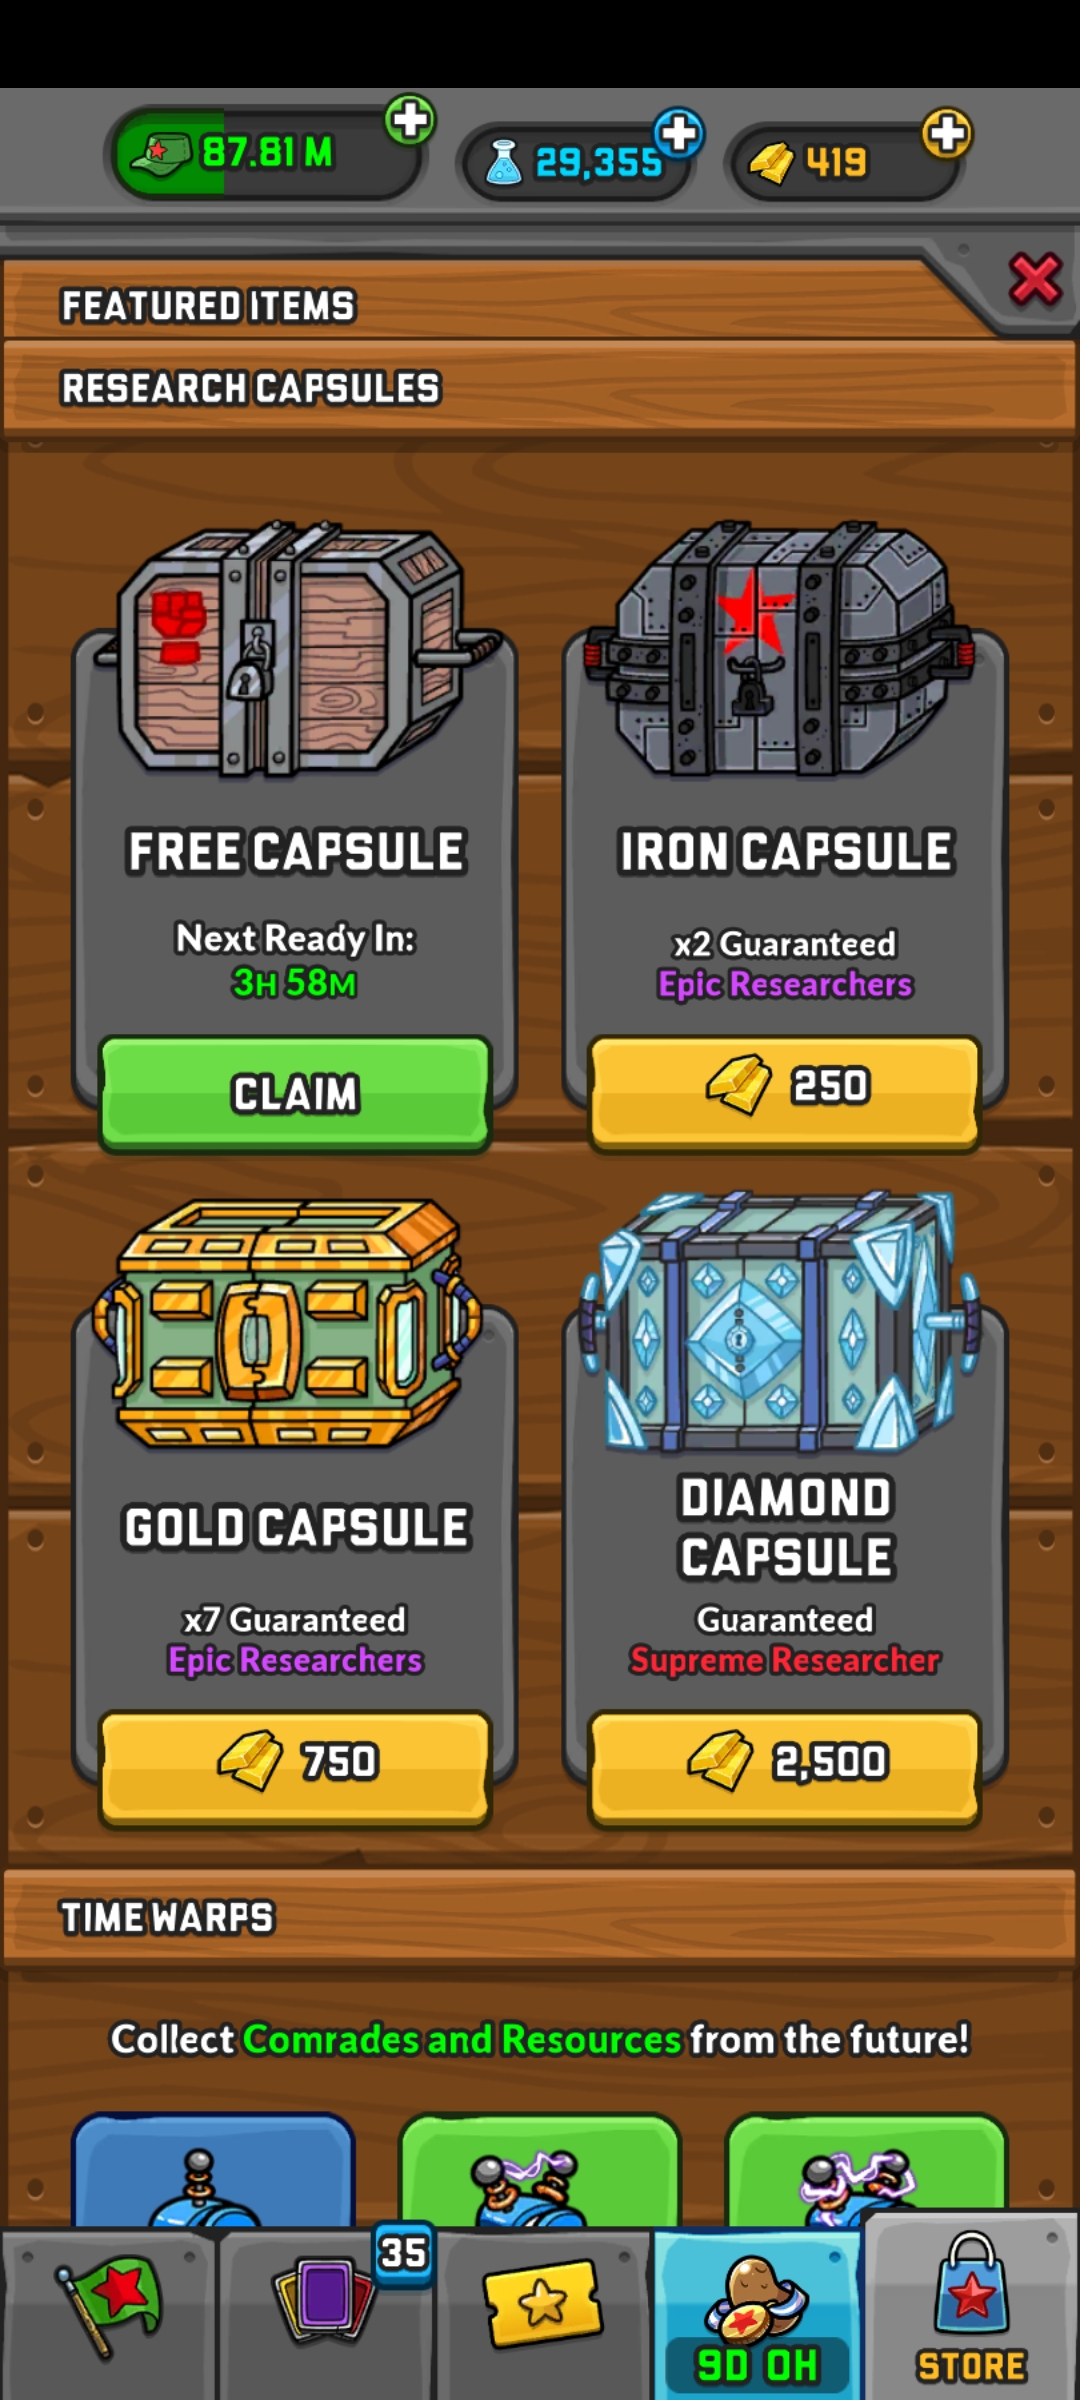 87.81 M
29,355
419
FEATURED ITEMS
RESEARCH CAPSULES
FREE CAPSULE
Next Ready In:
3H 58M
CLAIM
IRON CAPSULE
x2 Guaranteed
Epic Researchers
250
GOLD CAPSULE
x7 Guaranteed
Epic Researchers
750
DIAMOND
CAPSULE
Guaranteed
Supreme Researcher
2,500
TIME WARPS
Collect Comrades and Resources from the future!
35
9D 0H
STORE